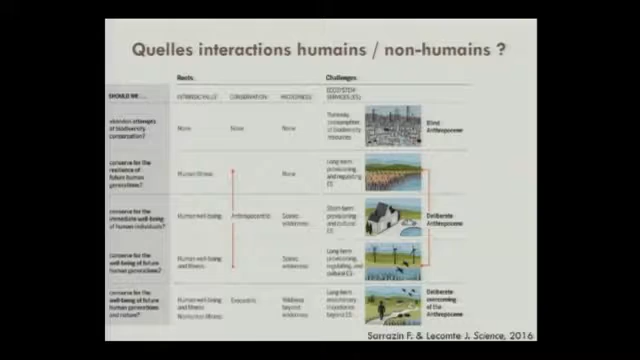 Quelles interactions humains / non-humains ?
Roots: Challenges:
SHOULD WE… INTRINSIC VALUE CONSERVATION WILDERNESS ECOSYSTEM
SERVICES (ES)
abandon attempts
of biodiversity
conservation?
None None None
consumption
of biodiversity
resources
Blind
Anthropocene
conserve for the
resilience of
future human
generations?
Human fitness None
Long-term
provisioning
and regulating
ES
conserve for the
immediate well-being
of human individuals?
Human well-being Anthropocentric Scenic
wilderness
Short-term
provisioning
and cultural
ES
Deliberate
Anthropocene
conserve for the
well-being of future
human generations?
Human well-being
and fitness
Scenic
wilderness
Long-term
provisioning,
regulating, and
cultural ES
conserve for the
well-being of future
human generations
and nature?
Human well-being
and fitness
Nonhuman fitness
Evocentric
Wildness
beyond
wilderness
Long-term
evolutionary
beyond ES
Deliberate
overcoming
of the
Anthropocene
Sarrazin F. & Lecomte J. Science, 2016